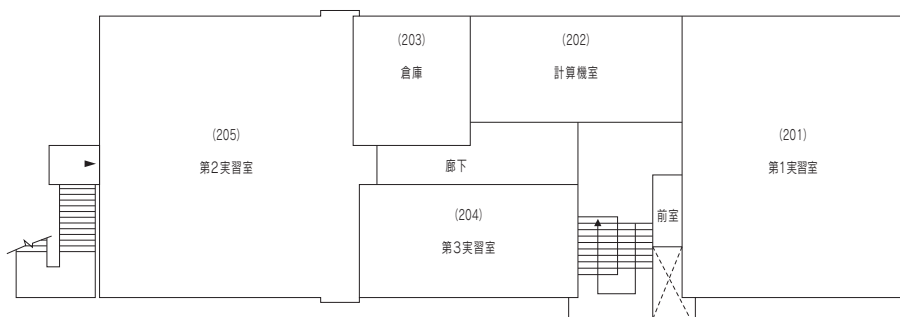 (203)
倉庫
(202)
計算機室
(205)
第2実習室
(201)
第1実習室
廊下
(204)
第3実習室
前室